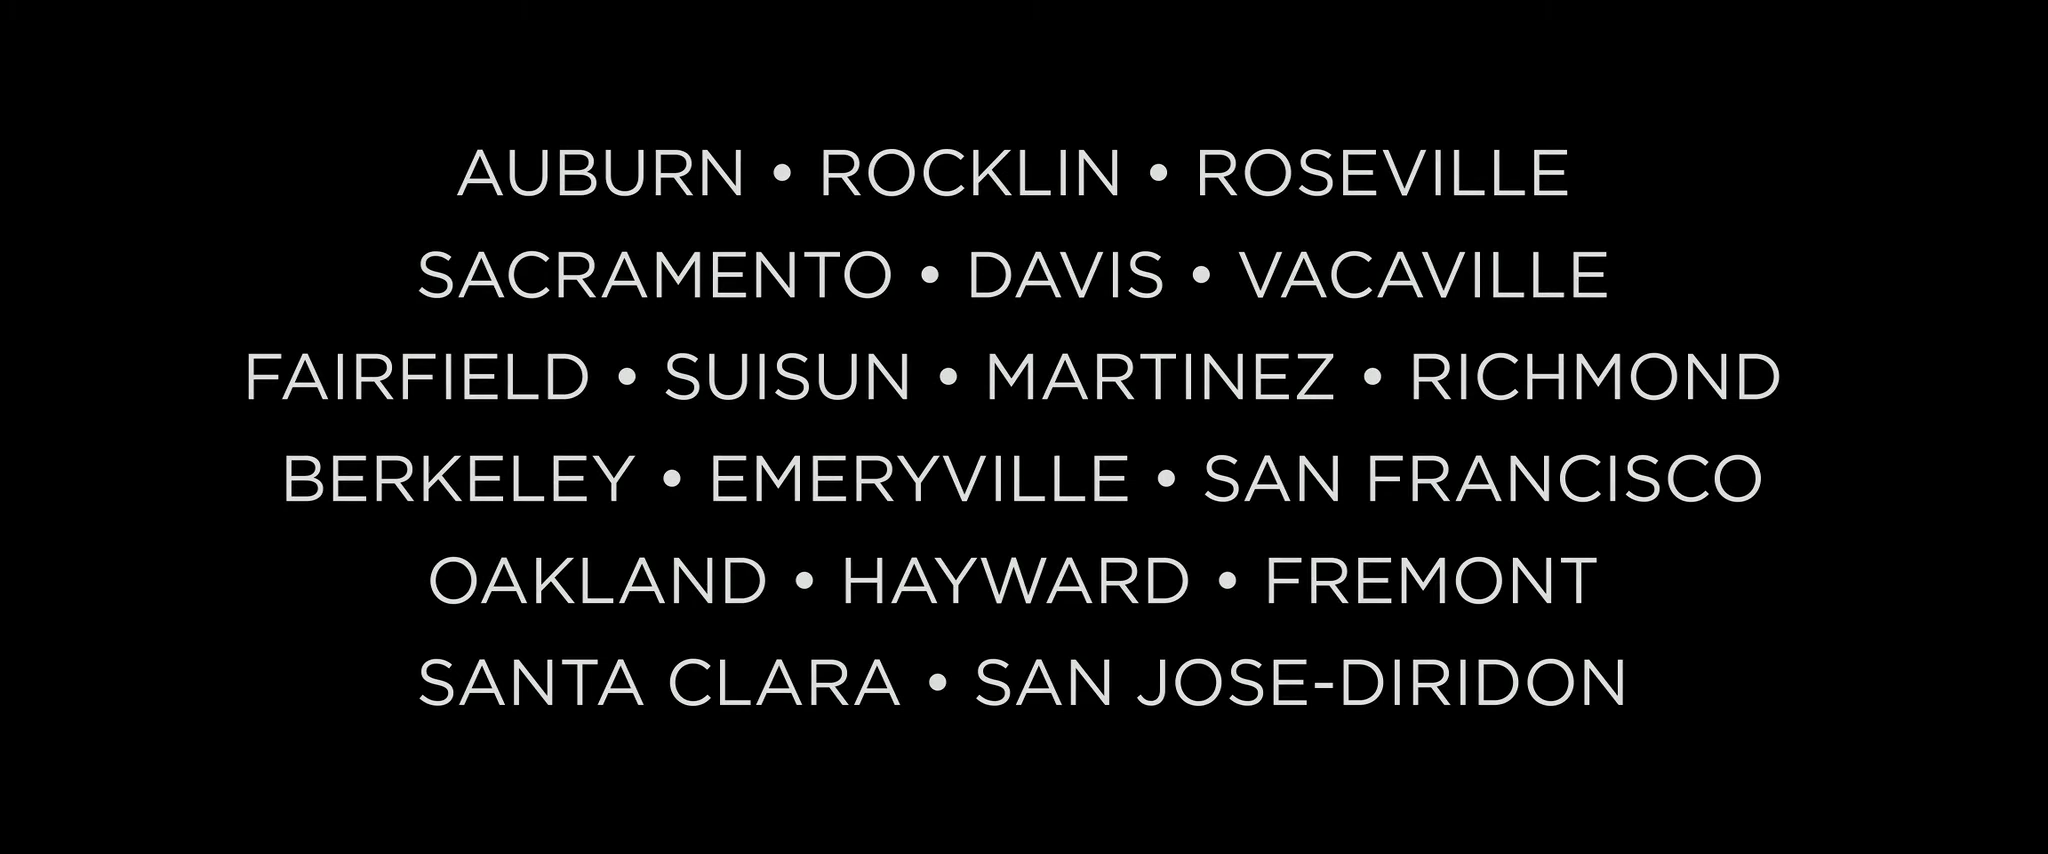 AUBURN • ROCKLIN • ROSEVILLE
SACRAMENTO • DAVIS • VACAVILLE
FAIRFIELD • SUISUN • MARTINEZ • RICHMOND
BERKELEY • EMERYVILLE • SAN FRANCISCO
OAKLAND • HAYWARD • FREMONT
SANTA CLARA • SAN JOSE-DIRIDON